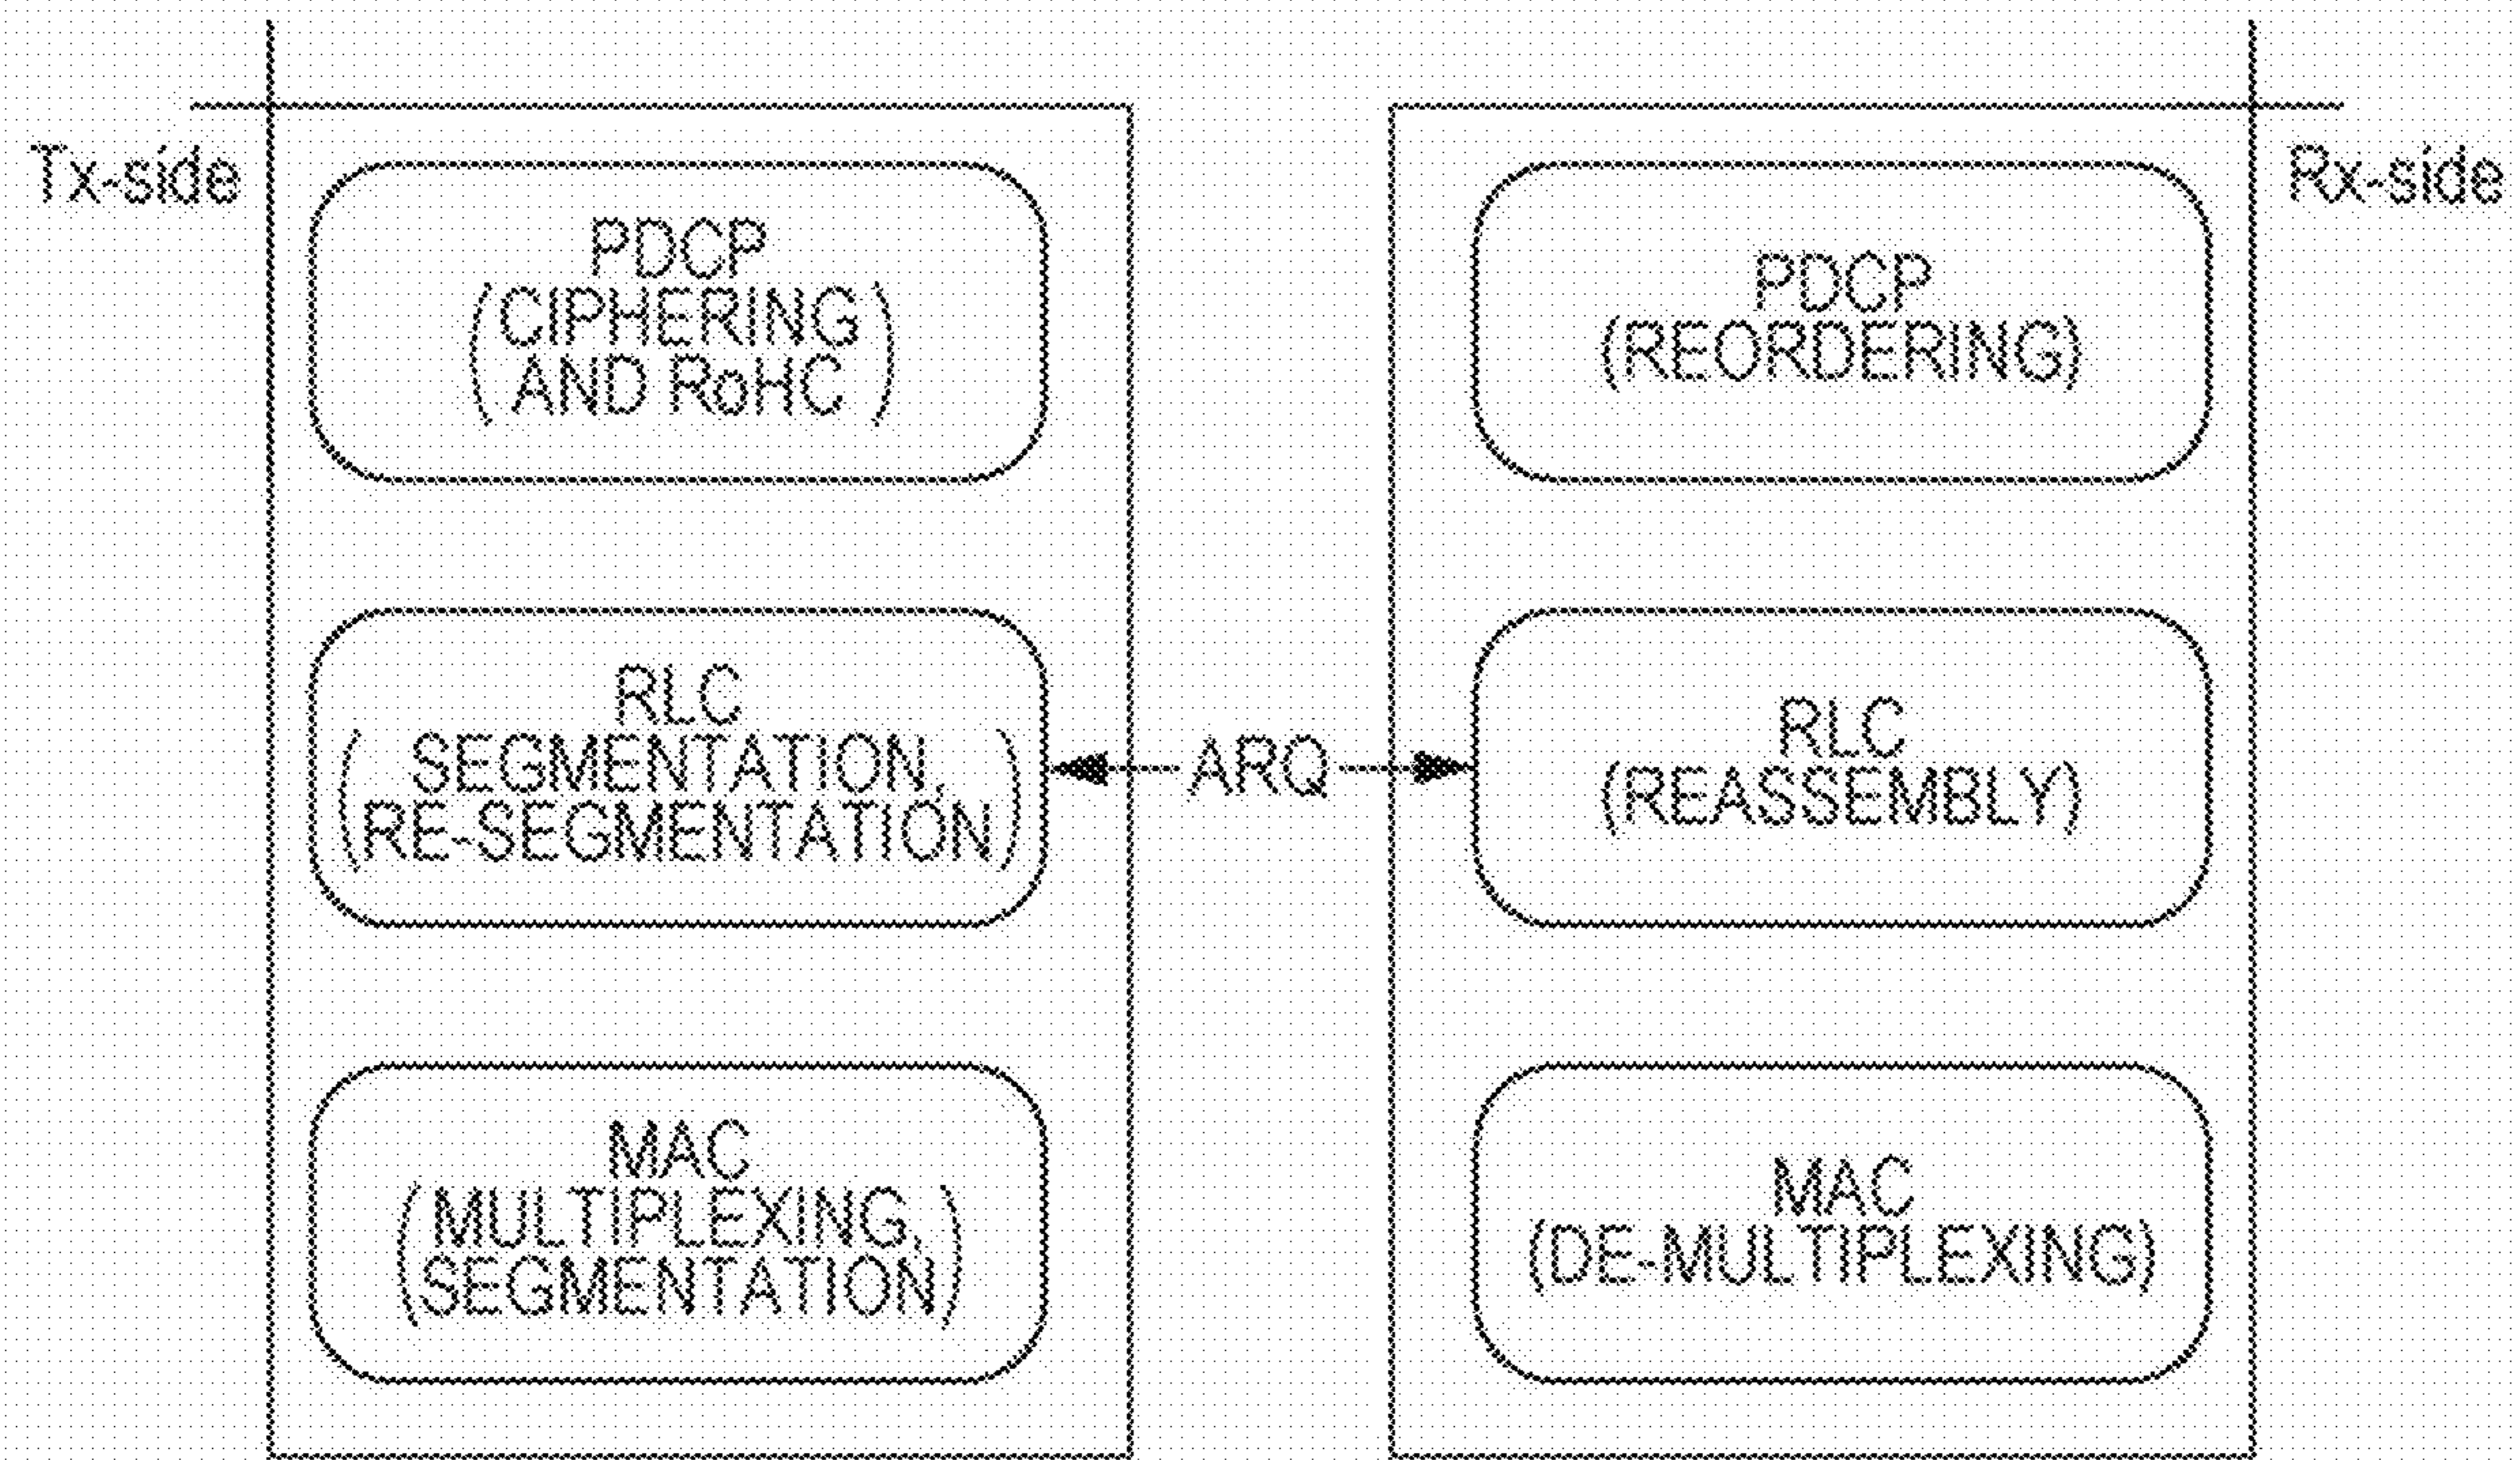 Tx-side
PDCP
(CIPHERING
AND RoHC)
RLC
(SEGMENTATION,
RE-SEGMENTATION)
MAC
(MULTIPLEXING,
SEGMENTATION)
ARQ
Rx-side
PDCP
(REORDERING)
RLC
(REASSEMBLY)
MAC
(DE-MULTIPLEXING)